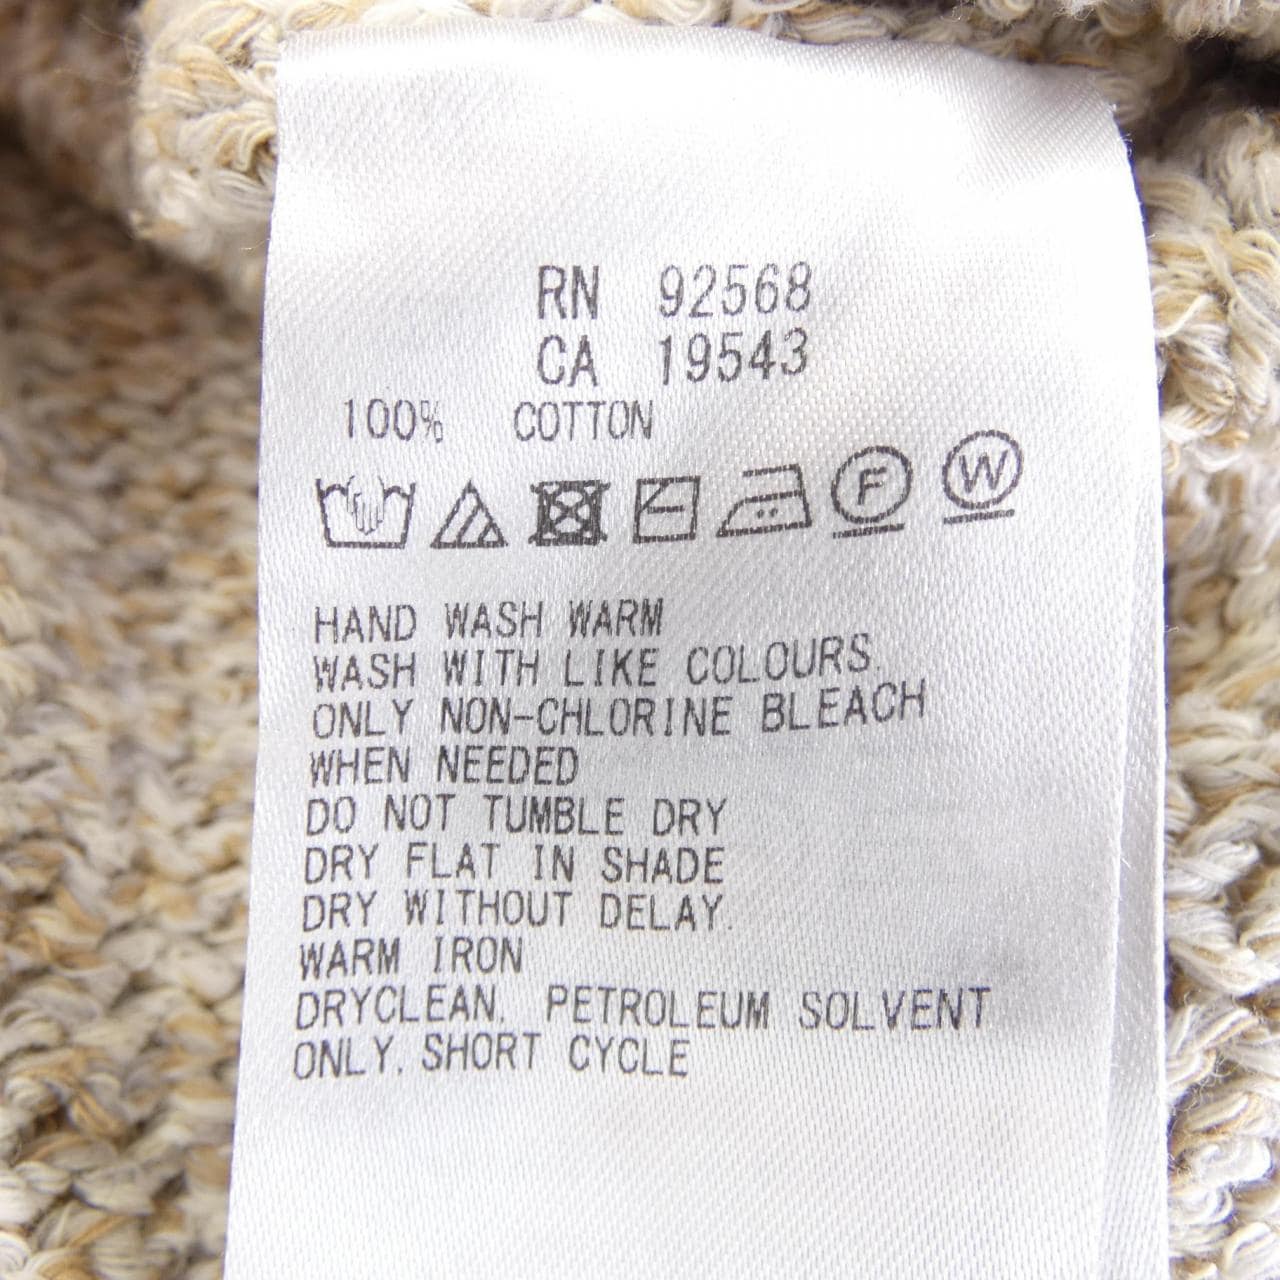 RN 92568
CA 19543
100% COTTON
F W
HAND WASH WARM
WASH WITH LIKE COLOURS.
ONLY NON-CHLORINE BLEACH
WHEN NEEDED
DO NOT TUMBLE DRY
DRY FLAT IN SHADE
DRY WITHOUT DELAY.
WARM IRON
DRYCLEAN. PETROLEUM SOLVENT
ONLY. SHORT CYCLE